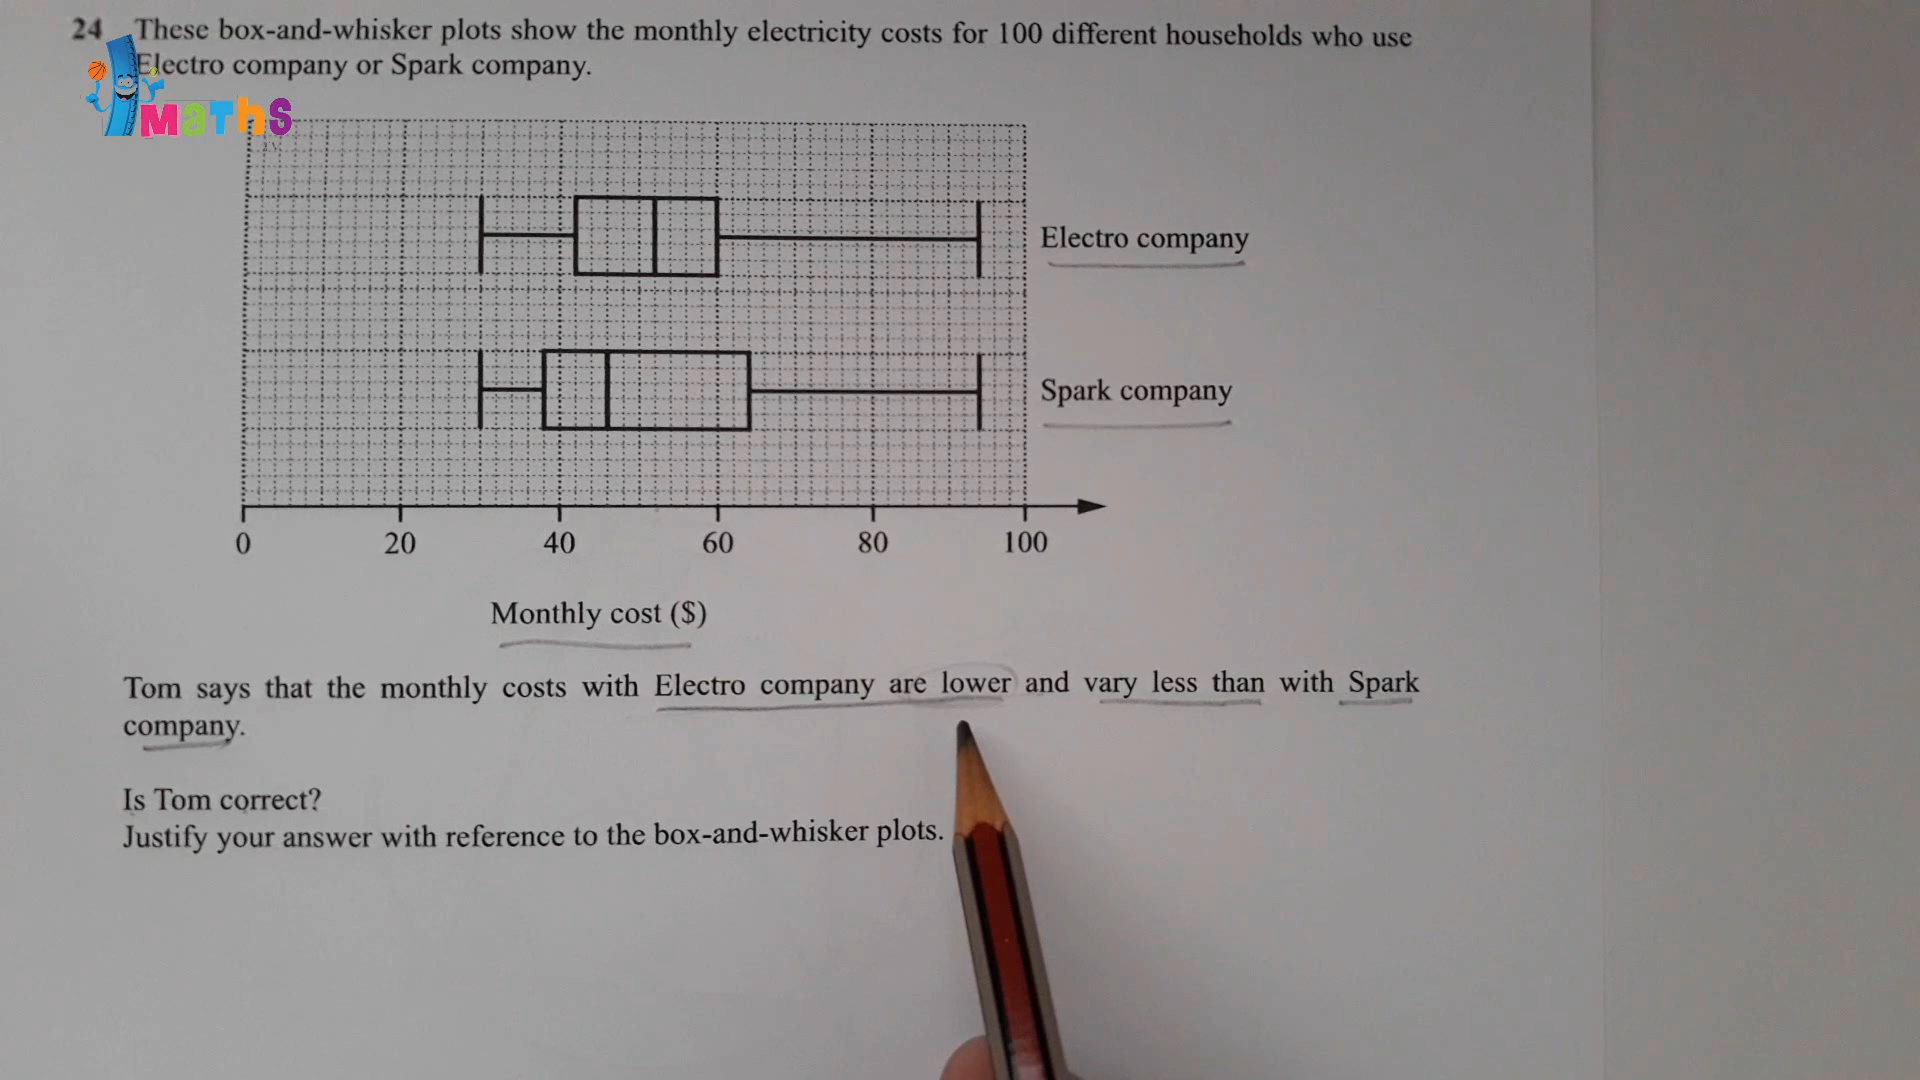 24 These box-and-whisker plots show the monthly electricity costs for 100 different households who use
Electro company or Spark company.
MaThS
TV
Electro company
Spark company
0 20 40 60 80 100
Monthly cost ($)
Tom says that the monthly costs with Electro company are lower and vary less than with Spark
company.
Is Tom correct?
Justify your answer with reference to the box-and-whisker plots.